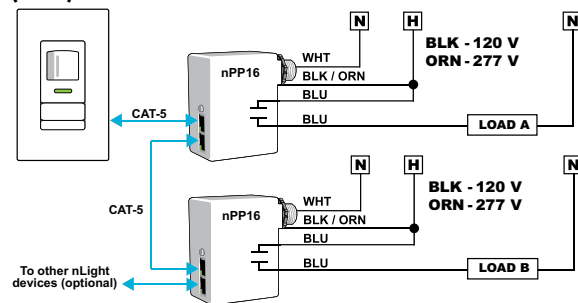 N
H
N
BLK - 120 V
ORN - 277 V
nPP16
WHT
BLK / ORN
BLU
BLU
CAT-5
LOAD A
N
H
N
BLK - 120 V
ORN - 277 V
nPP16
WHT
BLK / ORN
BLU
BLU
CAT-5
LOAD B
To other nLight
devices (optional)